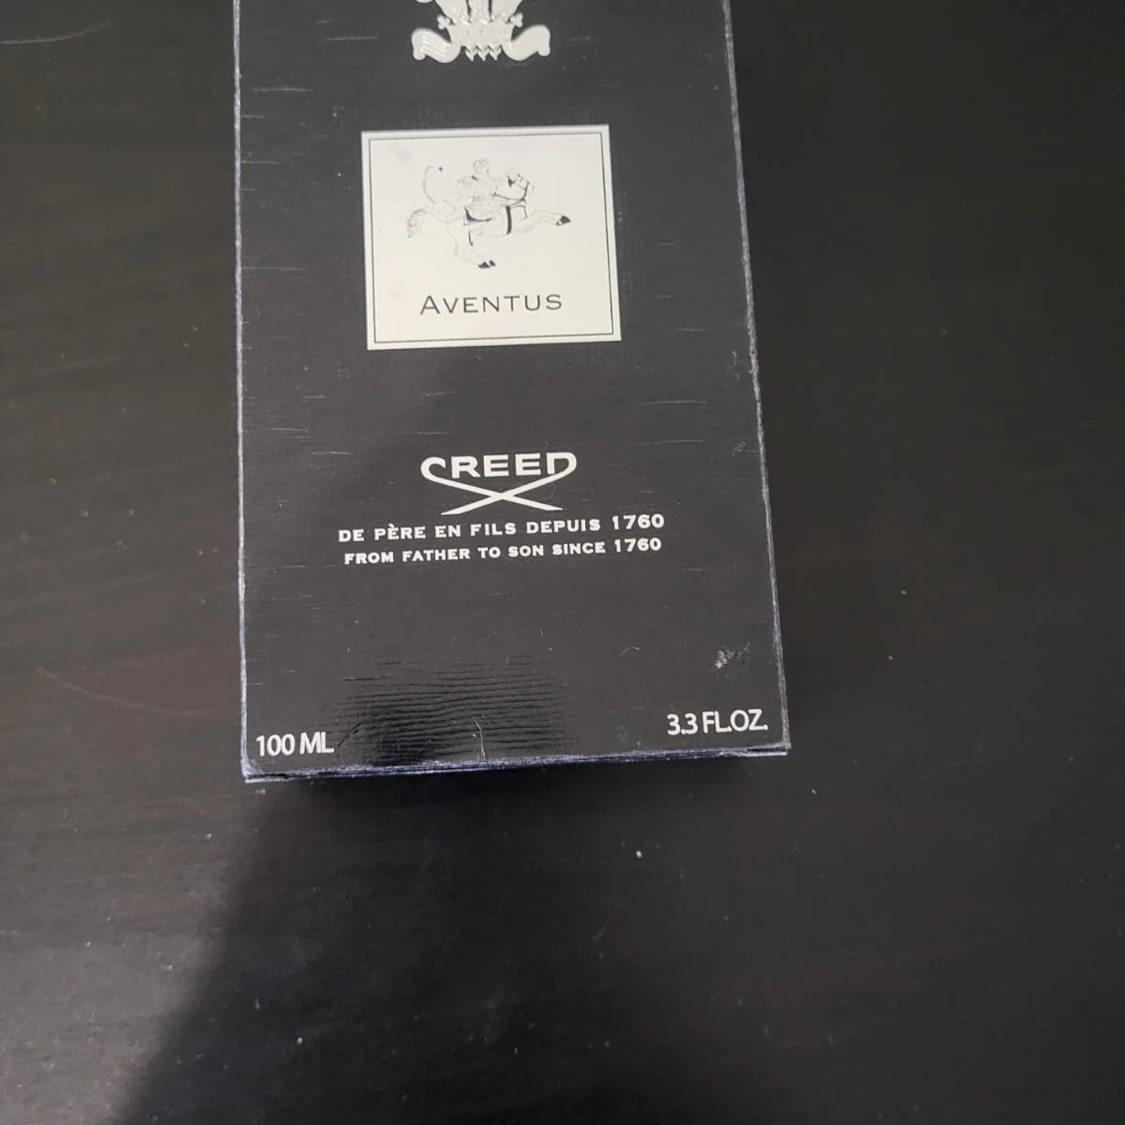 AVENTUS
CREED
DE PÈRE EN FILS DEPUIS 1760
FROM FATHER TO SON SINCE 1760
100 ML
3.3 FL.OZ.